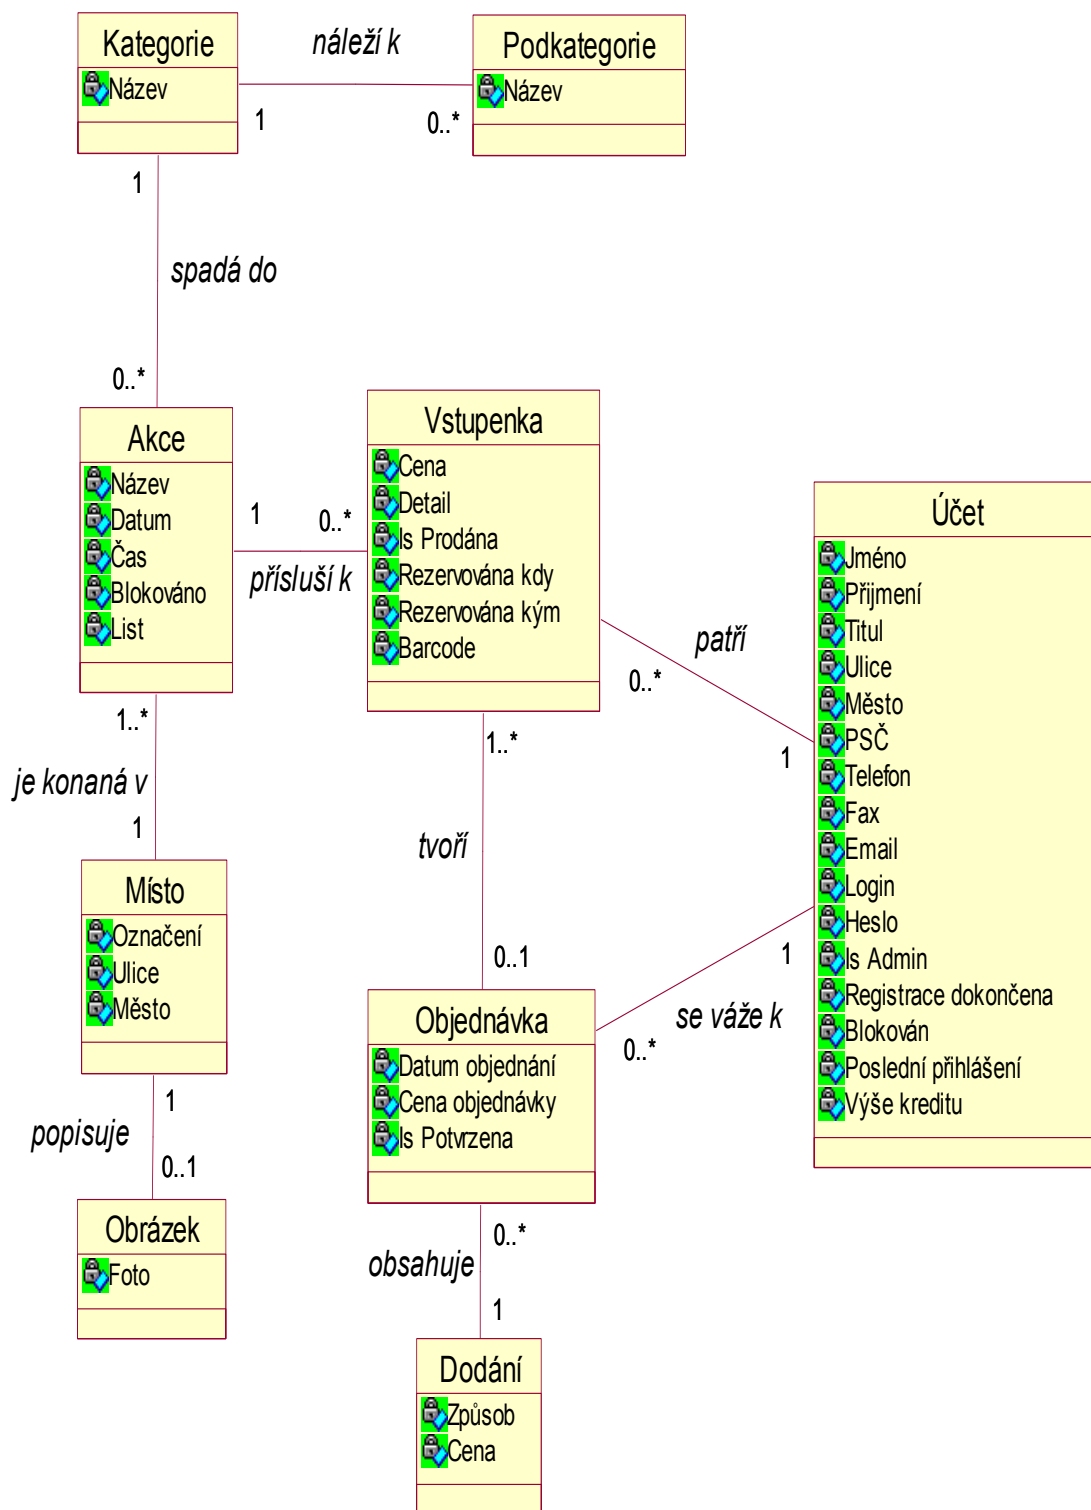 Kategorie
Název
náleží k
1
0..*
Podkategorie
Název
1
spadá do
0..*
Akce
Název
Datum
Čas
Blokováno
List
1
0..*
přísluší k
Vstupenka
Cena
Detail
Is Prodána
Rezervována kdy
Rezervována kým
Barcode
patří
0..*
1
Účet
Jméno
Přijmení
Titul
Ulice
Město
PSČ
Telefon
Fax
Email
Login
Heslo
Is Admin
Registrace dokončena
Blokován
Poslední přihlášení
Výše kreditu
1..*
je konaná v
1
1..*
tvoří
0..1
Místo
Označení
Ulice
Město
1
se váže k
0..*
Objednávka
Datum objednání
Cena objednávky
Is Potvrzena
1
popisuje
0..1
Obrázek
Foto
0..*
obsahuje
1
Dodání
Způsob
Cena